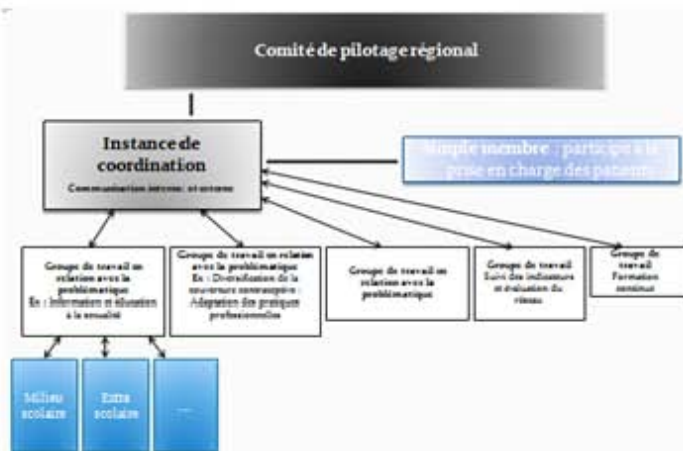 Comité de pilotage régional
Instance de
coordination
Communication interne et externe
Simple membre : participe à la
prise en charge des patients
Groupe de travail en
relation avec la
problématique
Ex : Information et éducation
à la sexualité
Groupe de travail en relation
avec la problématique
Ex : Diversification de la
couverture contraceptive :
Adaptation des pratiques
professionnelles
Groupe de travail en
relation avec la
problématique
Groupe de travail
Suivi des indicateurs
et évaluation du
réseau
Groupe de
travail
Formation
continue
Milieu
scolaire
Extra
scolaire
....